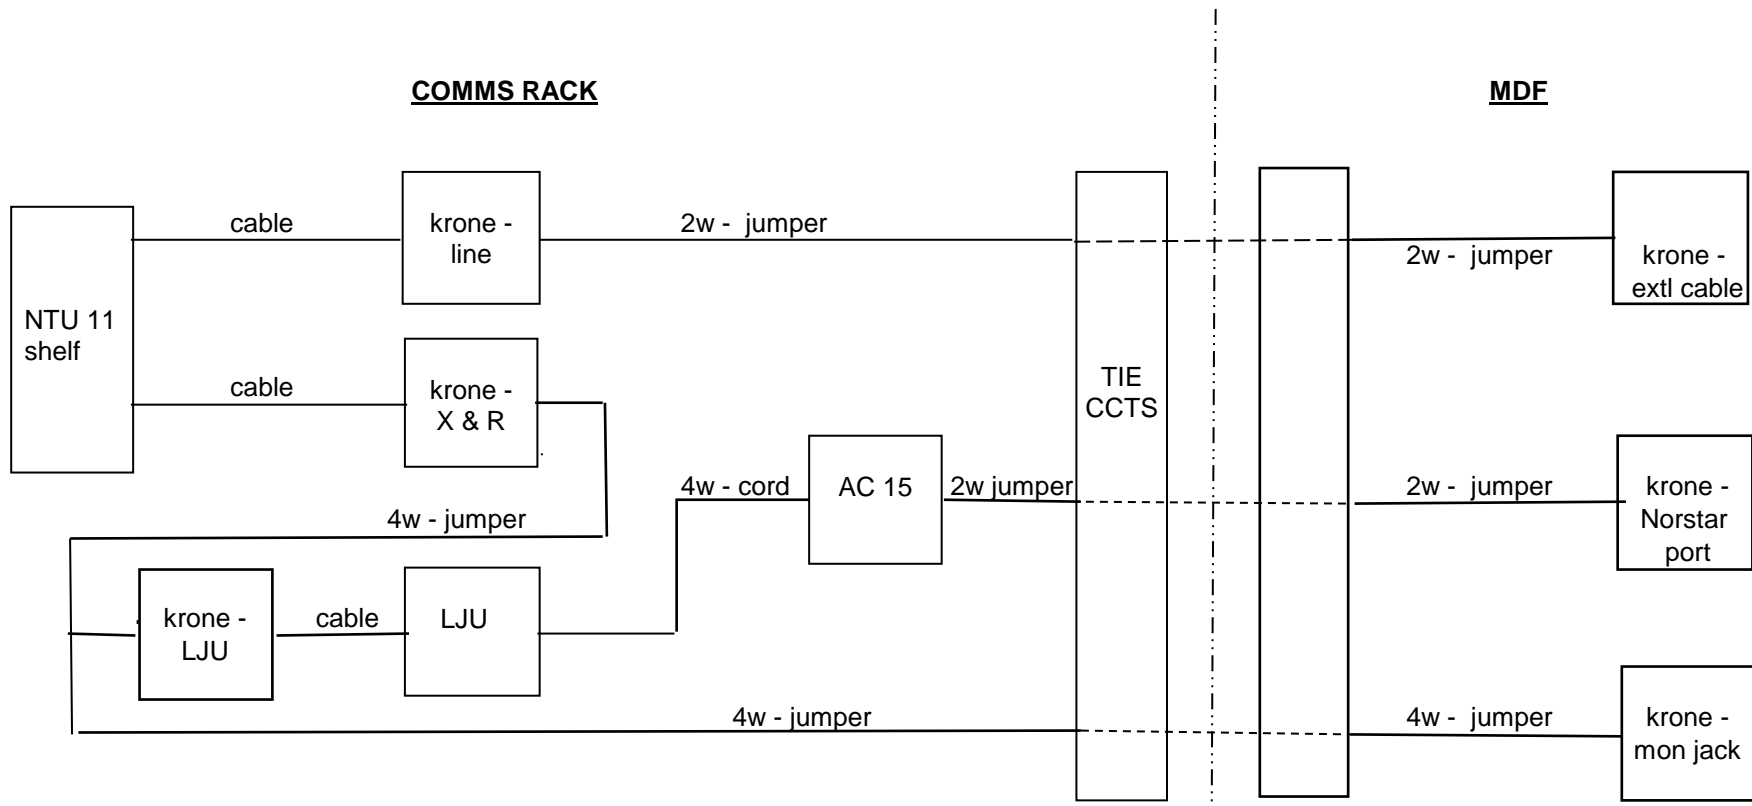 COMMS RACK
MDF
cable
krone -
line
2w - jumper
2w - jumper
krone -
extl cable
NTU 11
shelf
cable
krone -
X & R
TIE
CCTS
4w - cord
AC 15
2w jumper
2w - jumper
krone -
Norstar
port
4w - jumper
krone -
LJU
cable
LJU
4w - jumper
4w - jumper
krone -
mon jack